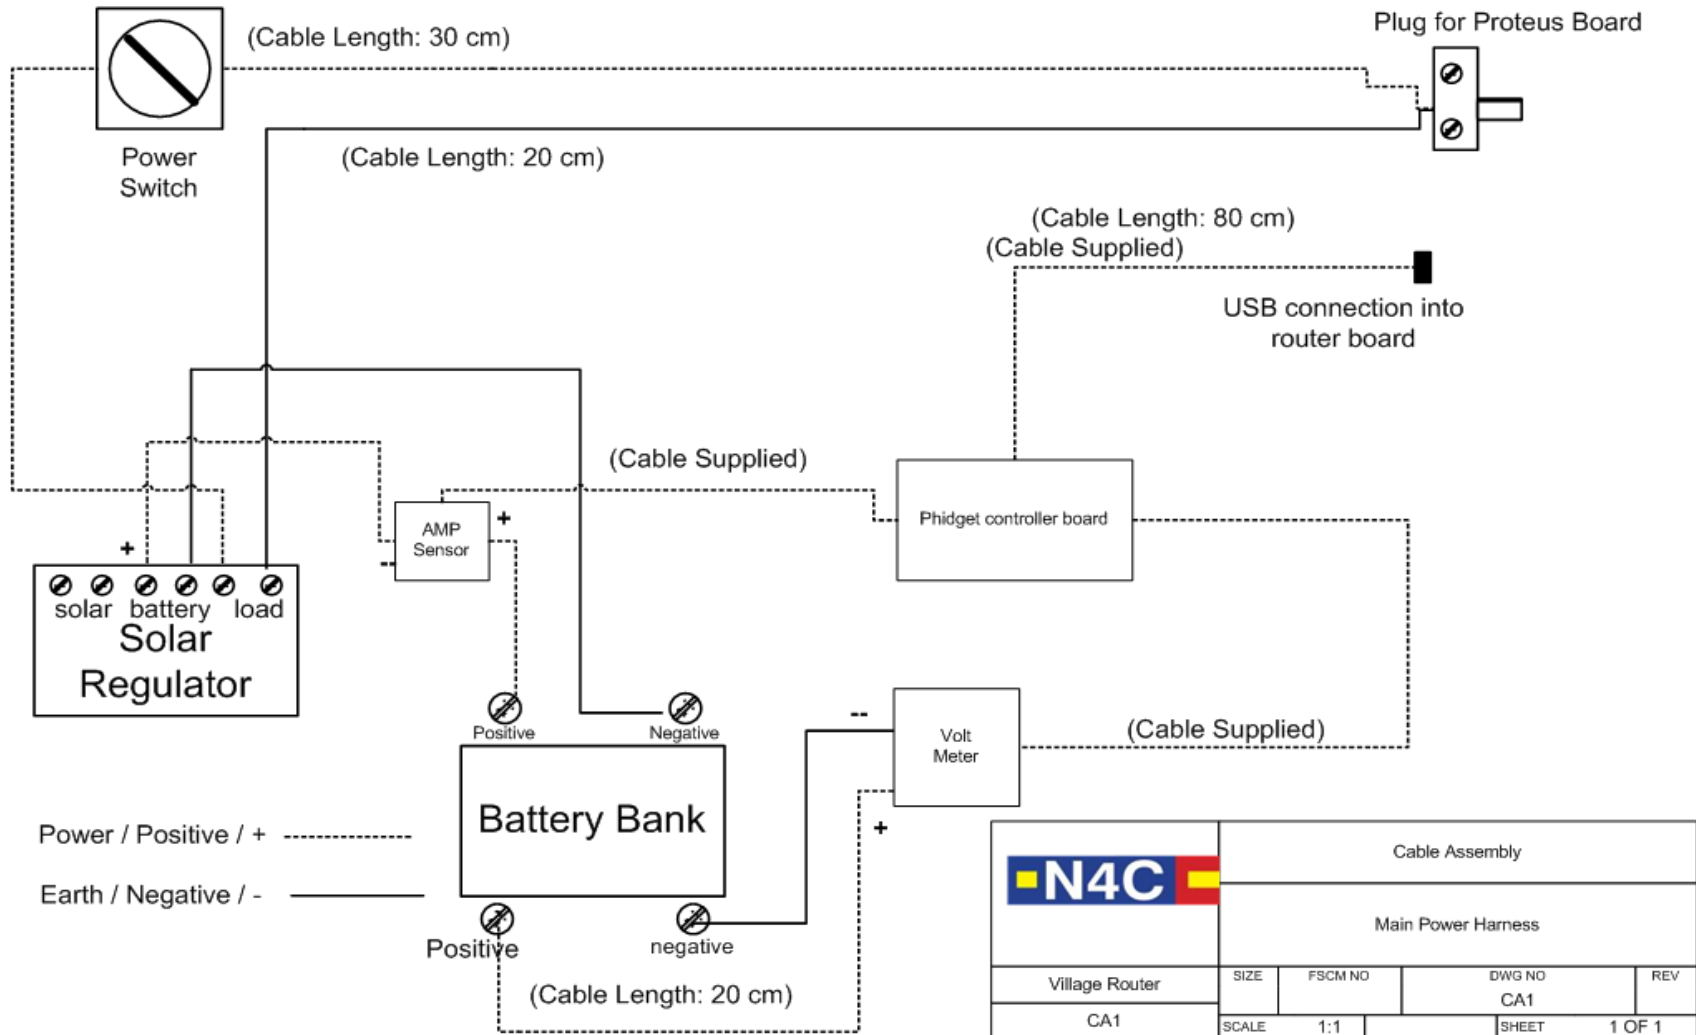 (Cable Length: 30 cm)
Plug for Proteus Board
Power
Switch
(Cable Length: 20 cm)
(Cable Length: 80 cm)
(Cable Supplied)
USB connection into
router board
(Cable Supplied)
AMP
Sensor
+
--
Phidget controller board
+
solar battery load
Solar
Regulator
Positive
Negative
--
Volt
Meter
+
(Cable Supplied)
Battery Bank
Power / Positive / +
Earth / Negative / -
Positive
negative
(Cable Length: 20 cm)
N4C
Cable Assembly
Main Power Harness
Village Router
CA1
SIZE
FSCM NO
DWG NO
CA1
REV
SCALE
1:1
SHEET
1 OF 1